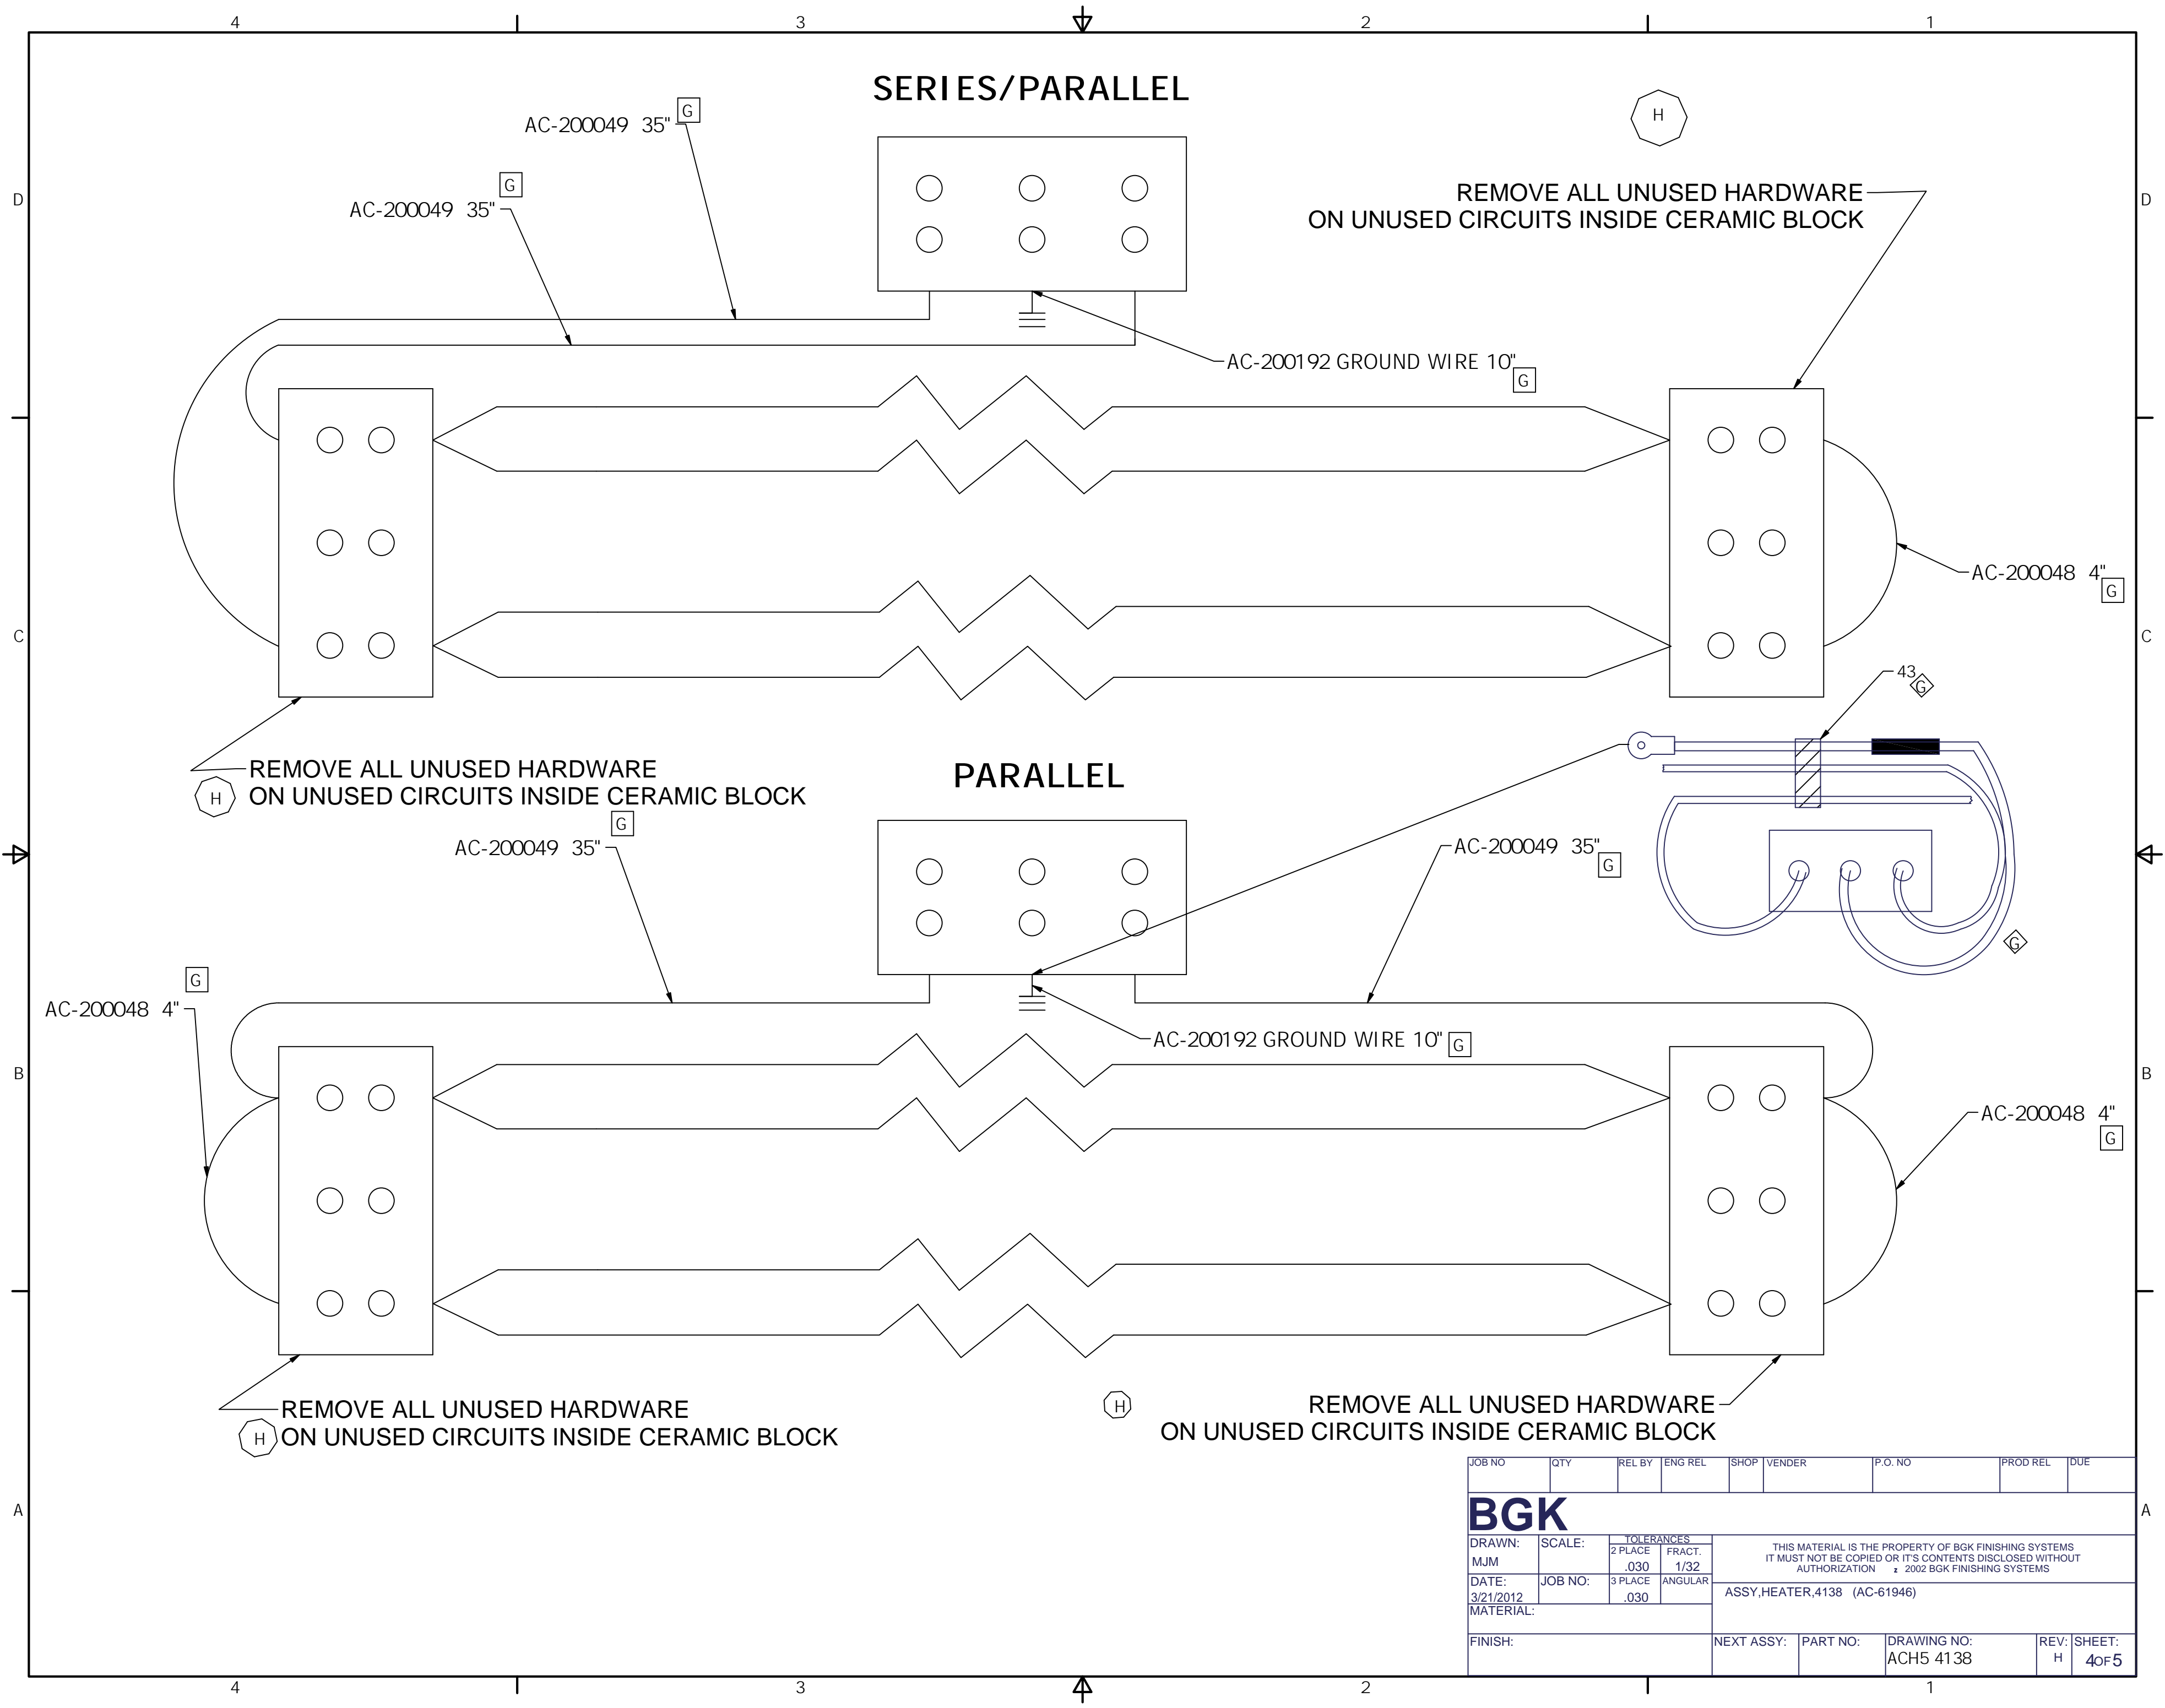 4 3 2 1
SERIES/PARALLEL
AC-200049 35" G
H
AC-200049 35" G
D D
REMOVE ALL UNUSED HARDWARE
ON UNUSED CIRCUITS INSIDE CERAMIC BLOCK
AC-200192 GROUND WIRE 10" G
AC-200048 4" G
C C
43 G
REMOVE ALL UNUSED HARDWARE
H ON UNUSED CIRCUITS INSIDE CERAMIC BLOCK
PARALLEL
AC-200049 35" G
AC-200049 35" G
G
AC-200048 4" G
AC-200192 GROUND WIRE 10" G
B B
AC-200048 4" G
REMOVE ALL UNUSED HARDWARE
H ON UNUSED CIRCUITS INSIDE CERAMIC BLOCK
H REMOVE ALL UNUSED HARDWARE
ON UNUSED CIRCUITS INSIDE CERAMIC BLOCK
JOB NO QTY REL BY ENG REL SHOP VENDER P.O. NO PROD REL DUE
A A
BGK
DRAWN: MJM
SCALE:
TOLERANCES
2 PLACE .030
FRACT. 1/32
DATE: 3/21/2012
JOB NO:
3 PLACE .030
ANGULAR
THIS MATERIAL IS THE PROPERTY OF BGK FINISHING SYSTEMS
IT MUST NOT BE COPIED OR IT'S CONTENTS DISCLOSED WITHOUT
AUTHORIZATION z 2002 BGK FINISHING SYSTEMS
ASSY,HEATER,4138 (AC-61946)
MATERIAL:
FINISH:
NEXT ASSY:
PART NO:
DRAWING NO: ACH5 4138
REV: H
SHEET: 4OF5
4 3 2 1